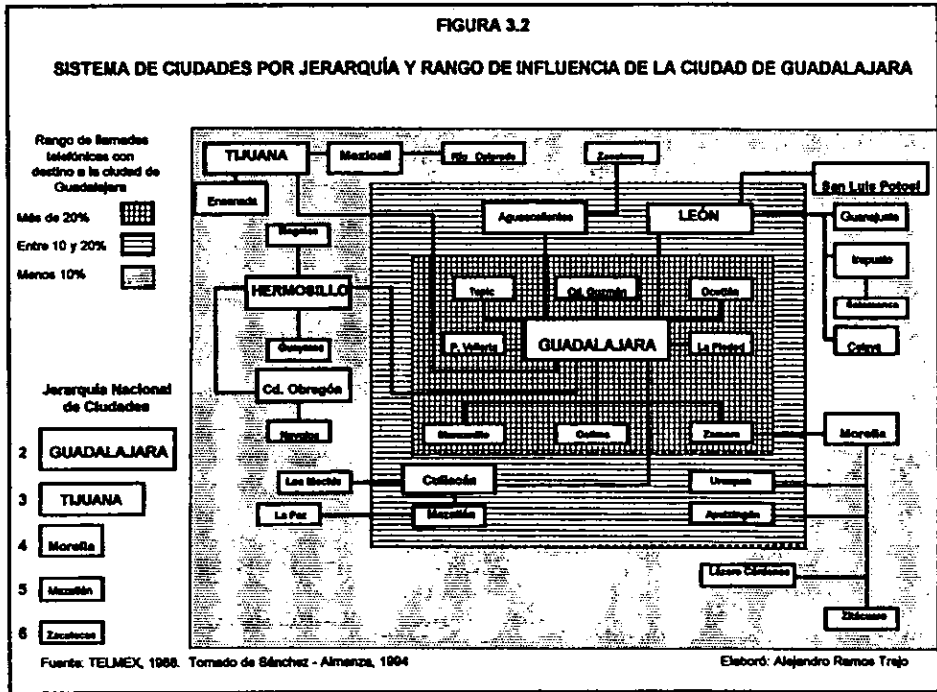 FIGURA 3.2
SISTEMA DE CIUDADES POR JERARQUÍA Y RANGO DE INFLUENCIA DE LA CIUDAD DE GUADALAJARA
Rango de llamadas
telefónicas con
destino a la ciudad de
Guadalajara
Más de 20%
Entre 10 y 20%
Menos 10%
TIJUANA
Mexicali
Río Colorado
Zacatecas
Ensenada
San Luis Potosí
Aguascalientes
LEÓN
Guanajuato
Nogales
Irapuato
HERMOSILLO
Tepic
Cd. Guzmán
Ocotlán
Salamanca
Guaymas
P. Vallarta
GUADALAJARA
La Piedad
Celaya
Cd. Obregón
Navojoa
Manzanillo
Colima
Zamora
Morelia
Los Mochis
Culiacán
Uruapan
La Paz
Mazatlán
Apatzingán
Lázaro Cárdenas
Zitácuaro
Jerarquía Nacional
de Ciudades
2 GUADALAJARA
3 TIJUANA
4 Morelia
5 Mazatlán
6 Zacatecas
Fuente: TELMEX, 1988. Tomado de Sánchez - Almanza, 1994
Elaboró: Alejandro Ramos Trejo